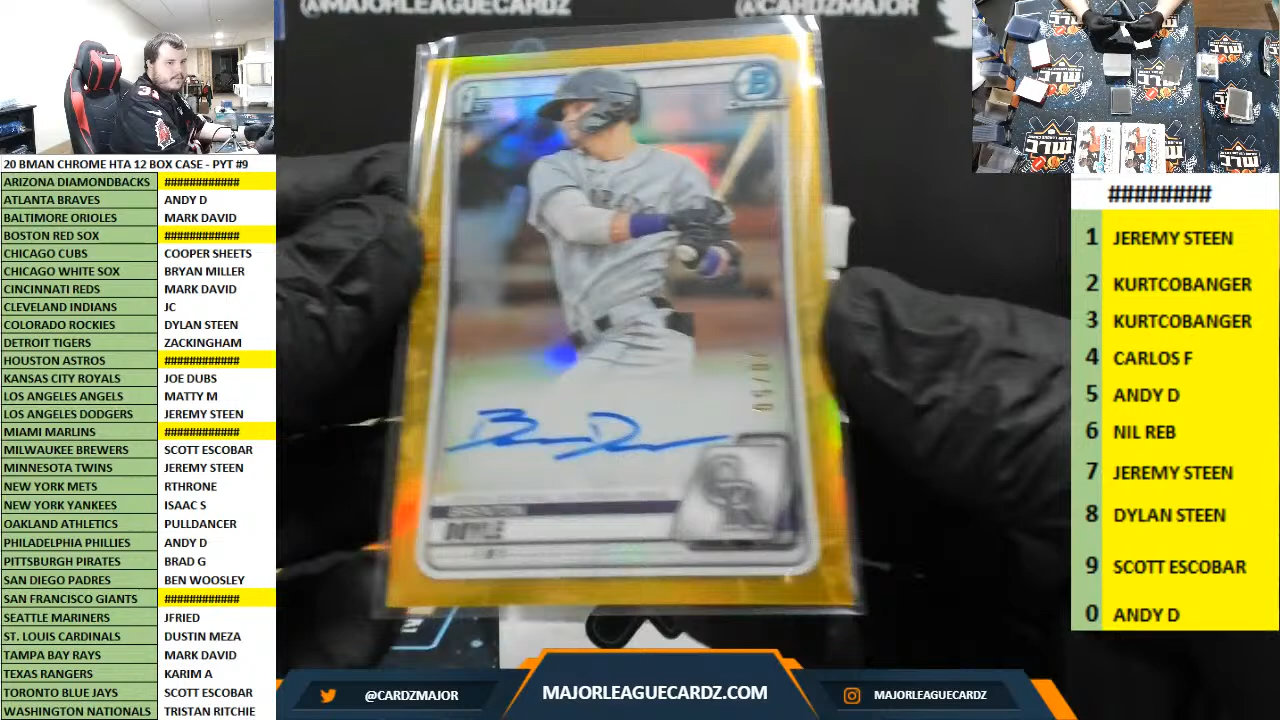 @MAJORLEAGUECARDZ
@CARDZMAJOR
20 BMAN CHROME HTA 12 BOX CASE - PYT #9
ARIZONA DIAMONDBACKS ############
ATLANTA BRAVES ANDY D
BALTIMORE ORIOLES MARK DAVID
BOSTON RED SOX ############
CHICAGO CUBS COOPER SHEETS
CHICAGO WHITE SOX BRYAN MILLER
CINCINNATI REDS MARK DAVID
CLEVELAND INDIANS JC
COLORADO ROCKIES DYLAN STEEN
DETROIT TIGERS ZACKINGHAM
HOUSTON ASTROS ############
KANSAS CITY ROYALS JOE DUBS
LOS ANGELES ANGELS MATTY M
LOS ANGELES DODGERS JEREMY STEEN
MIAMI MARLINS ############
MILWAUKEE BREWERS SCOTT ESCOBAR
MINNESOTA TWINS JEREMY STEEN
NEW YORK METS RTHRONE
NEW YORK YANKEES ISAAC S
OAKLAND ATHLETICS PULLDANCER
PHILADELPHIA PHILLIES ANDY D
PITTSBURGH PIRATES BRAD G
SAN DIEGO PADRES BEN WOOSLEY
SAN FRANCISCO GIANTS ############
SEATTLE MARINERS JFRIED
ST. LOUIS CARDINALS DUSTIN MEZA
TAMPA BAY RAYS MARK DAVID
TEXAS RANGERS KARIM A
TORONTO BLUE JAYS SCOTT ESCOBAR
WASHINGTON NATIONALS TRISTAN RITCHIE
1st
B
DOYLE
CR
MLC
########
1 JEREMY STEEN
2 KURTCOBANGER
3 KURTCOBANGER
4 CARLOS F
5 ANDY D
6 NIL REB
7 JEREMY STEEN
8 DYLAN STEEN
9 SCOTT ESCOBAR
0 ANDY D
@CARDZMAJOR
MAJORLEAGUECARDZ.COM
MAJORLEAGUECARDZ